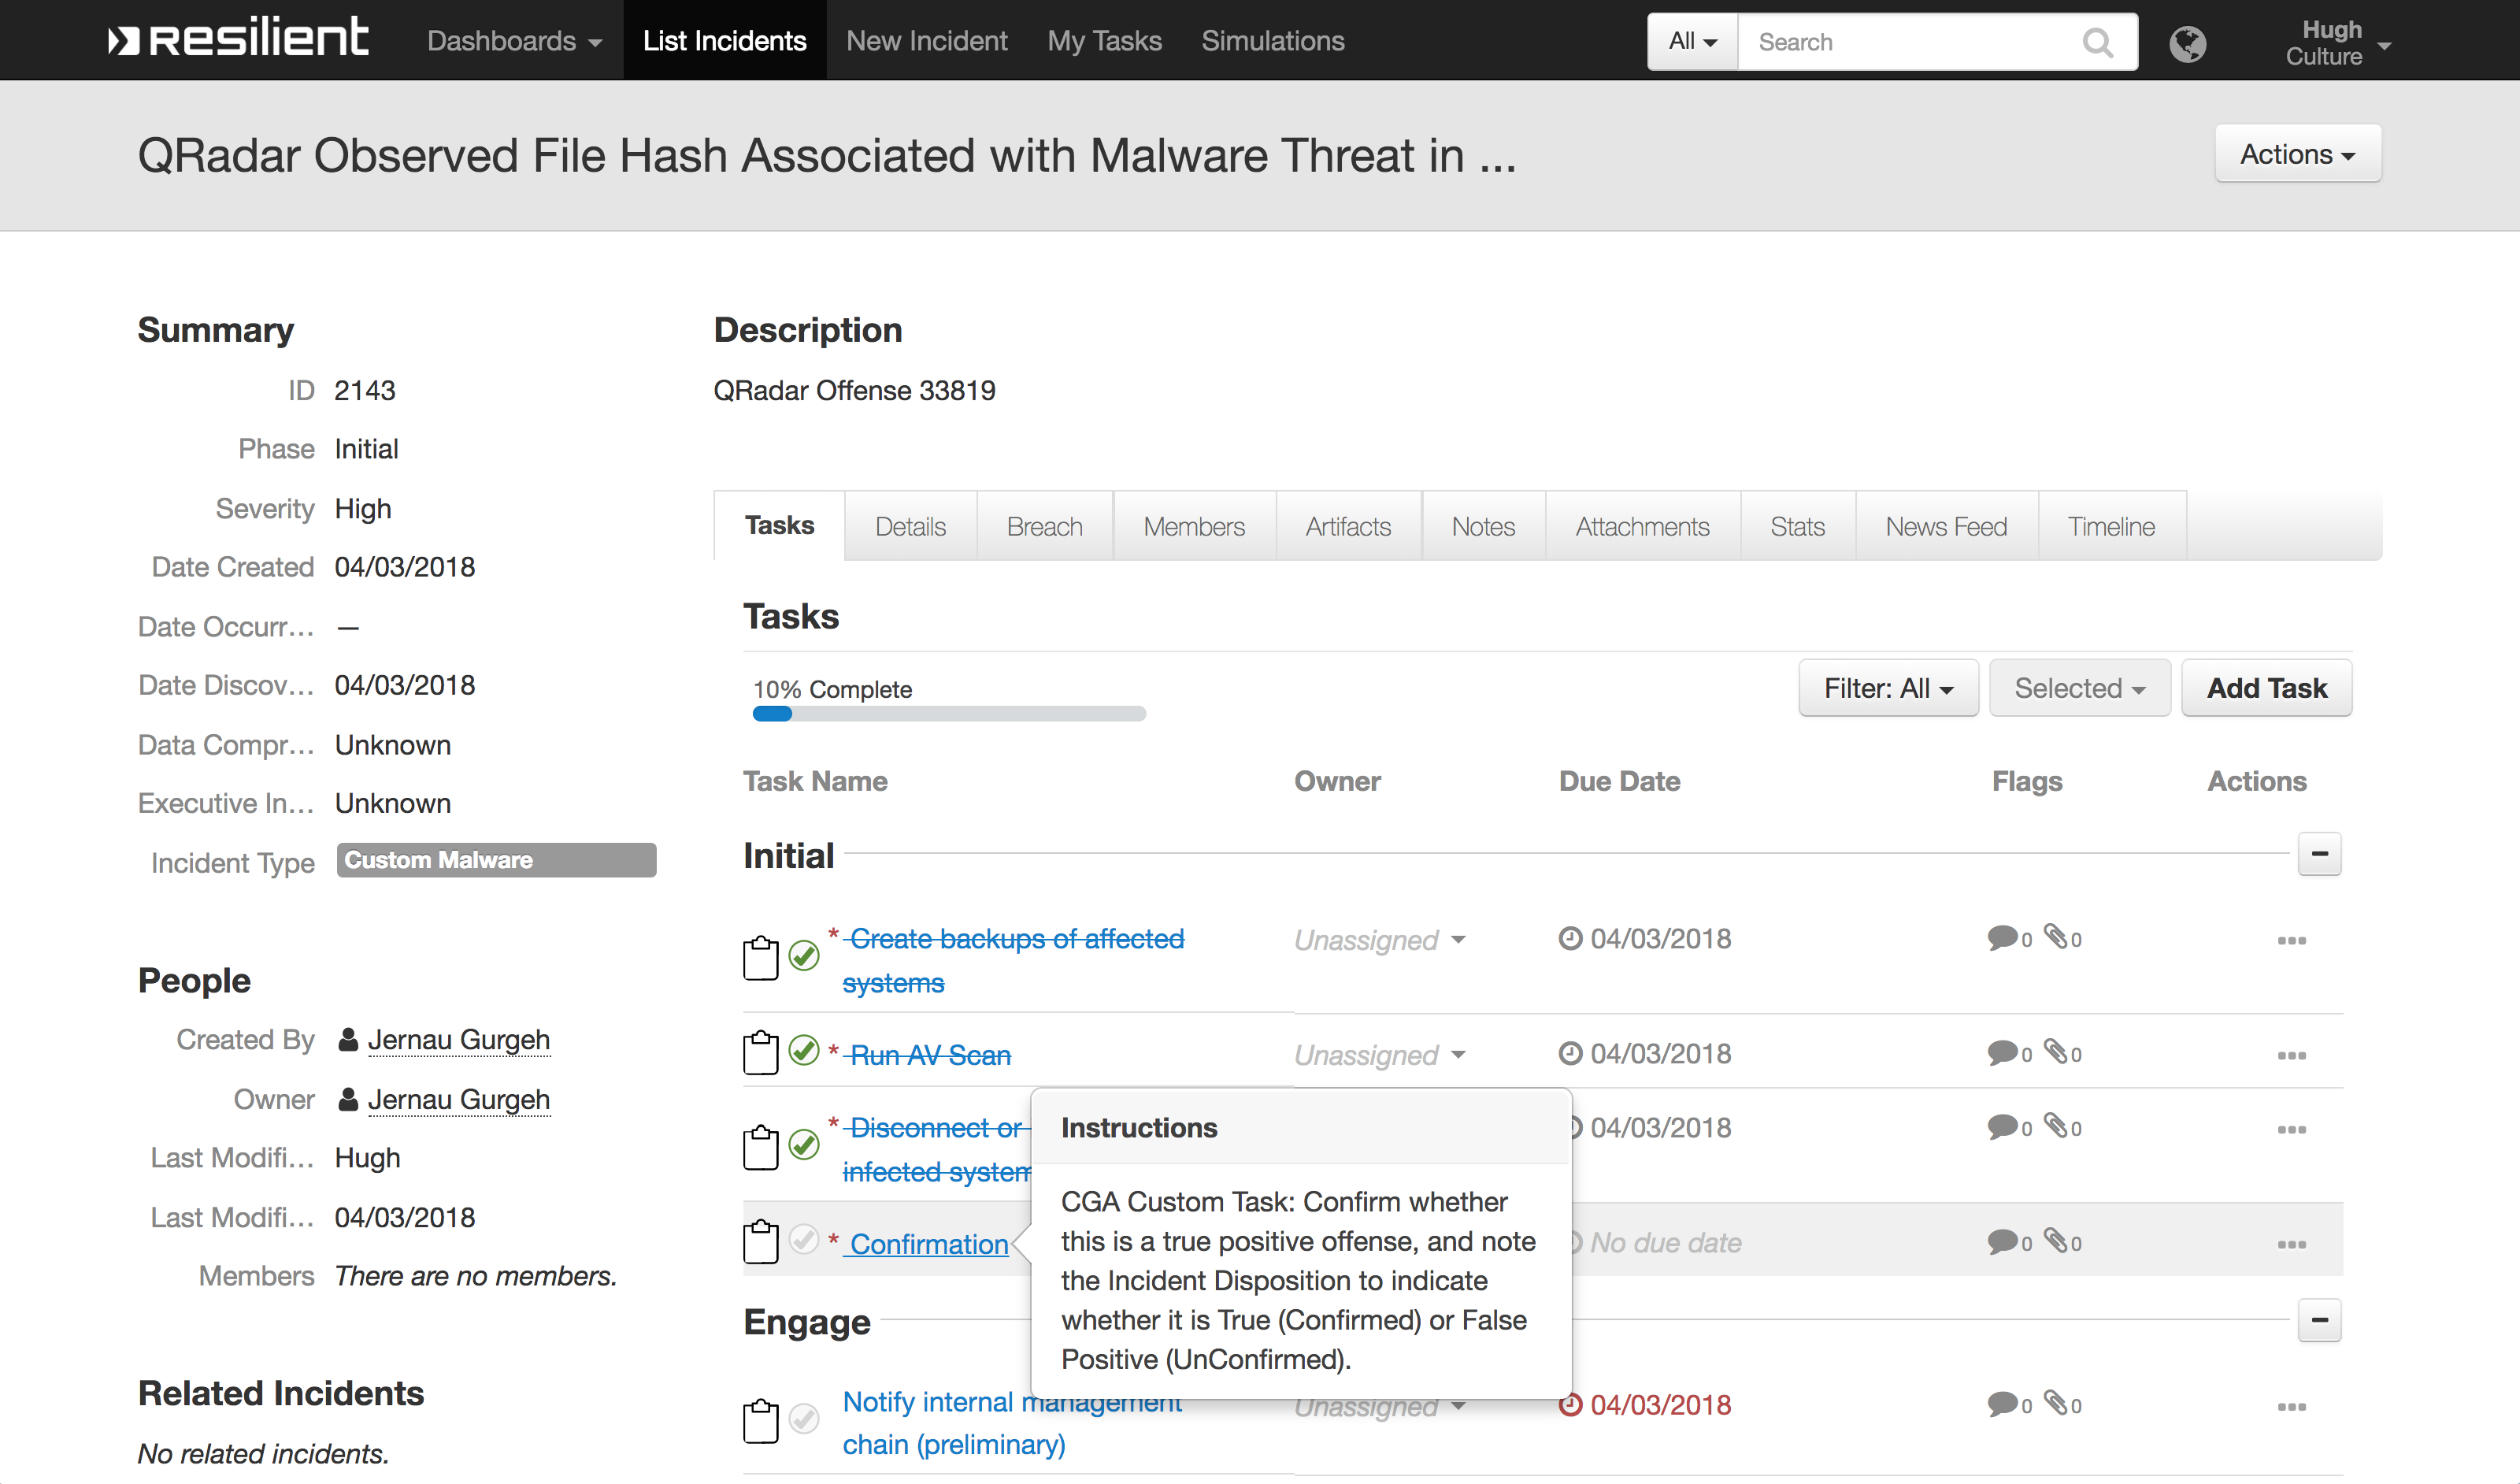 resilient
Dashboards
List Incidents
New Incident
My Tasks
Simulations
All
Search
Hugh
Culture
QRadar Observed File Hash Associated with Malware Threat in ...
Actions
Summary
ID 2143
Phase Initial
Severity High
Date Created 04/03/2018
Date Occurr... —
Date Discov... 04/03/2018
Data Compr... Unknown
Executive In... Unknown
Incident Type Custom Malware
People
Created By Jernau Gurgeh
Owner Jernau Gurgeh
Last Modifi... Hugh
Last Modifi... 04/03/2018
Members There are no members.
Related Incidents
No related incidents.
Description
QRadar Offense 33819
Tasks Details Breach Members Artifacts Notes Attachments Stats News Feed Timeline
Tasks
10% Complete
Filter: All
Selected
Add Task
Task Name Owner Due Date Flags Actions
Initial
* Create backups of affected Unassigned 04/03/2018 0 0
systems
* Run AV Scan Unassigned 04/03/2018 0 0
* Disconnect or 04/03/2018 0 0
infected system
* Confirmation No due date 0 0
Instructions
CGA Custom Task: Confirm whether
this is a true positive offense, and note
the Incident Disposition to indicate
whether it is True (Confirmed) or False
Positive (UnConfirmed).
Engage
Notify internal management Unassigned 04/03/2018 0 0
chain (preliminary)